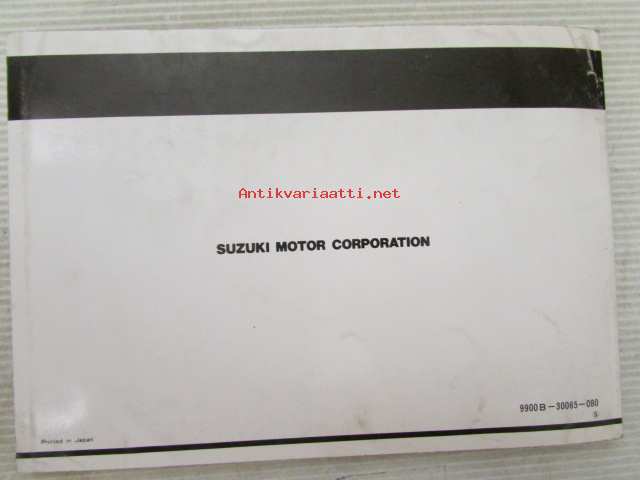 Antikvariaatti.net
SUZUKI MOTOR CORPORATION
9900B-30065-080
Printed in Japan